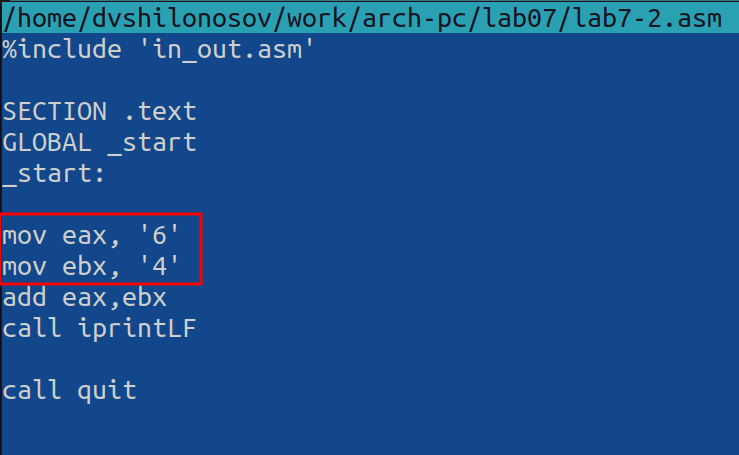 /home/dvshilonosov/work/arch-pc/lab07/lab7-2.asm
%include 'in_out.asm'
SECTION .text
GLOBAL _start
_start:
mov eax, '6'
mov ebx, '4'
add eax,ebx
call iprintLF
call quit